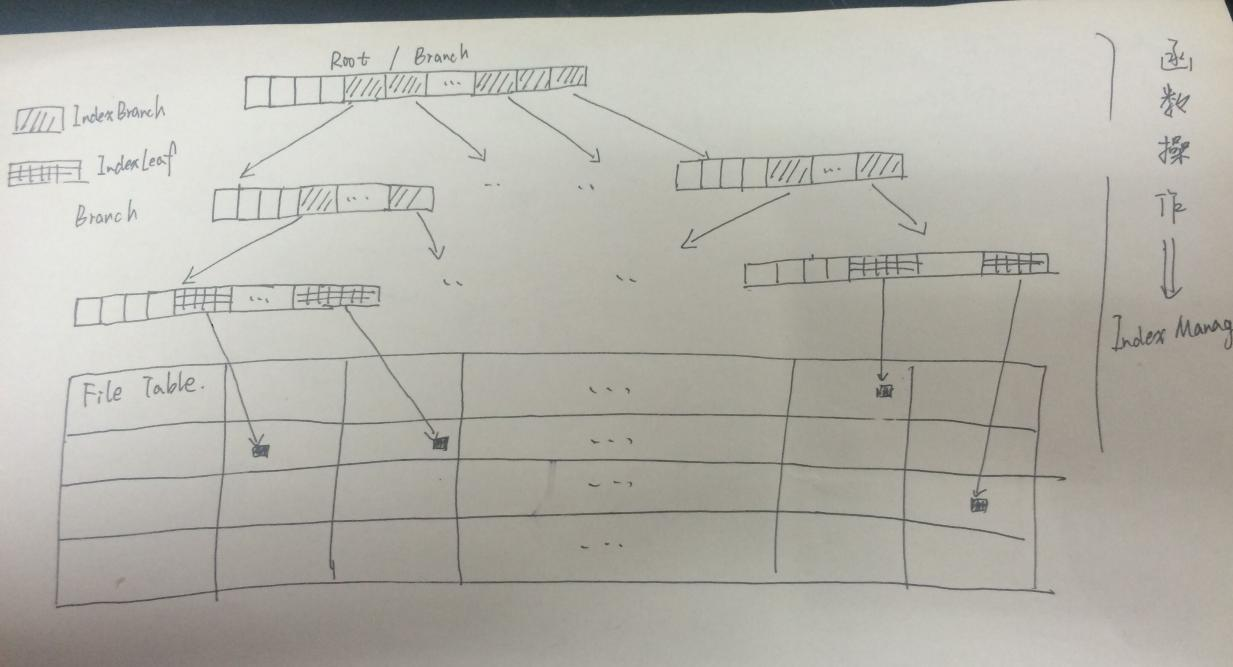 Root / Branch
IndexBranch
IndexLeaf
Branch
File Table.
函数操作
Index Manag